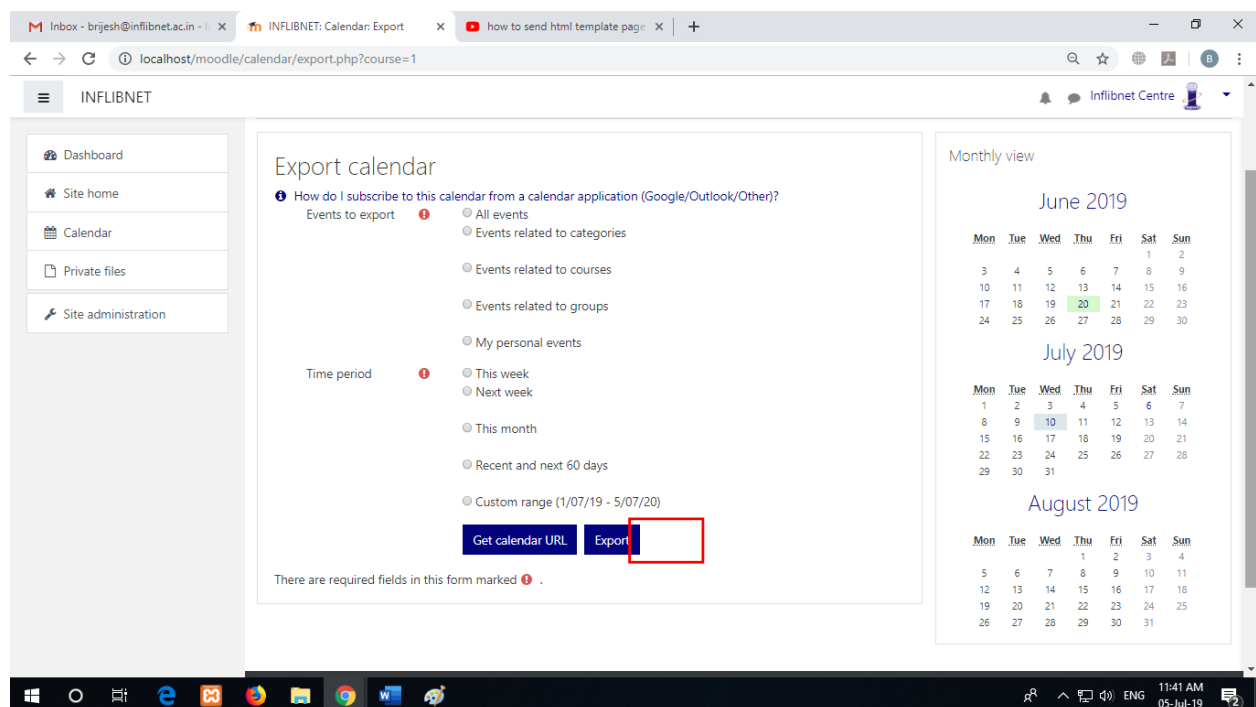 Inbox - brijesh@inflibnet.ac.in -
INFLIBNET: Calendar: Export
how to send html template page
localhost/moodle/calendar/export.php?course=1
B
INFLIBNET
Inflibnet Centre
Dashboard
Site home
Calendar
Private files
Site administration
Export calendar
How do I subscribe to this calendar from a calendar application (Google/Outlook/Other)?
Events to export
All events
Events related to categories
Events related to courses
Events related to groups
My personal events
Time period
This week
Next week
This month
Recent and next 60 days
Custom range (1/07/19 - 5/07/20)
Get calendar URL Export
There are required fields in this form marked .
Monthly view
June 2019
Mon Tue Wed Thu Fri Sat Sun
1 2
3 4 5 6 7 8 9
10 11 12 13 14 15 16
17 18 19 20 21 22 23
24 25 26 27 28 29 30
July 2019
Mon Tue Wed Thu Fri Sat Sun
1 2 3 4 5 6 7
8 9 10 11 12 13 14
15 16 17 18 19 20 21
22 23 24 25 26 27 28
29 30 31
August 2019
Mon Tue Wed Thu Fri Sat Sun
1 2 3 4
5 6 7 8 9 10 11
12 13 14 15 16 17 18
19 20 21 22 23 24 25
26 27 28 29 30 31
ENG
11:41 AM
05-Jul-19
2